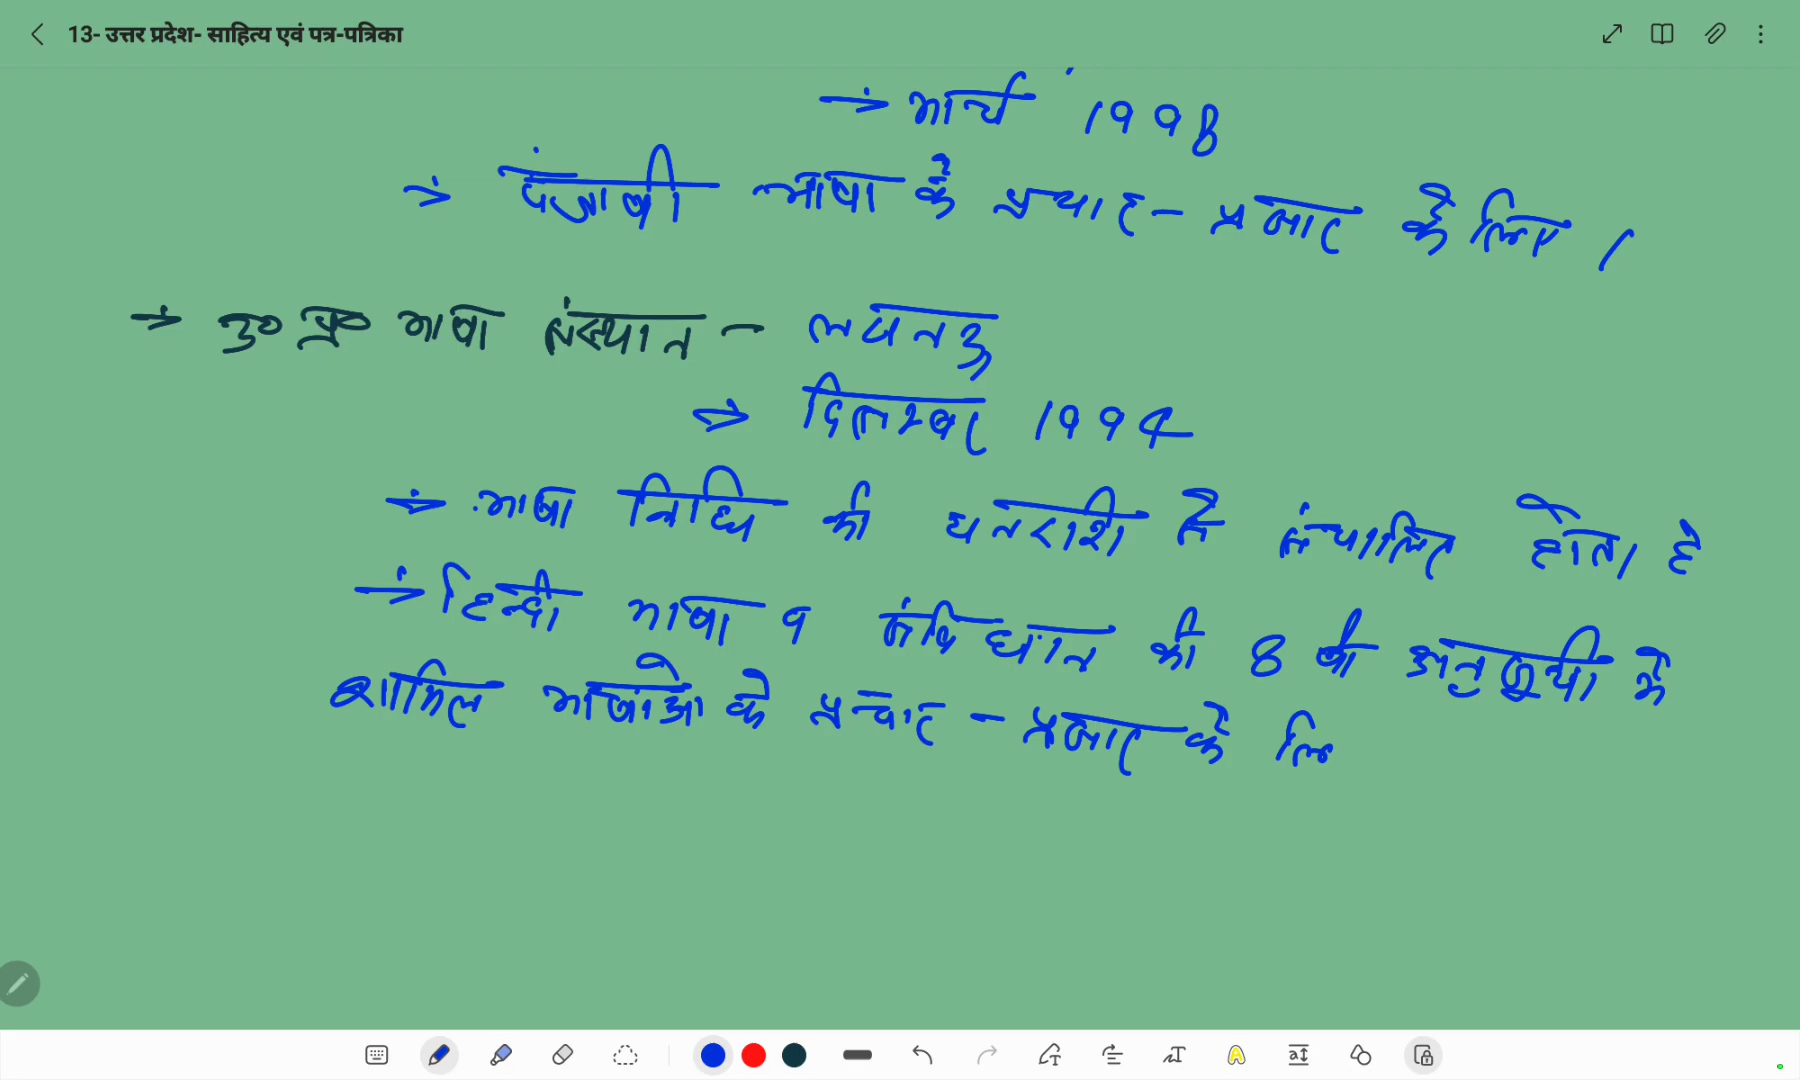 13- उत्तर प्रदेश- साहित्य एवं पत्र-पत्रिका
→ मार्च 1998
→ पंजाबी भाषा के प्रचार - प्रसार के लिए ।
→ उ० प्र० भाषा संस्थान - लखनऊ
→ दिसम्बर 1994
→ भाषा निधि की धनराशि से संचालित होता है
→ हिन्दी भाषा व संविधान की 8 वी अनुसूची मे
शामिल भाषाओं के प्रचार - प्रसार के लि